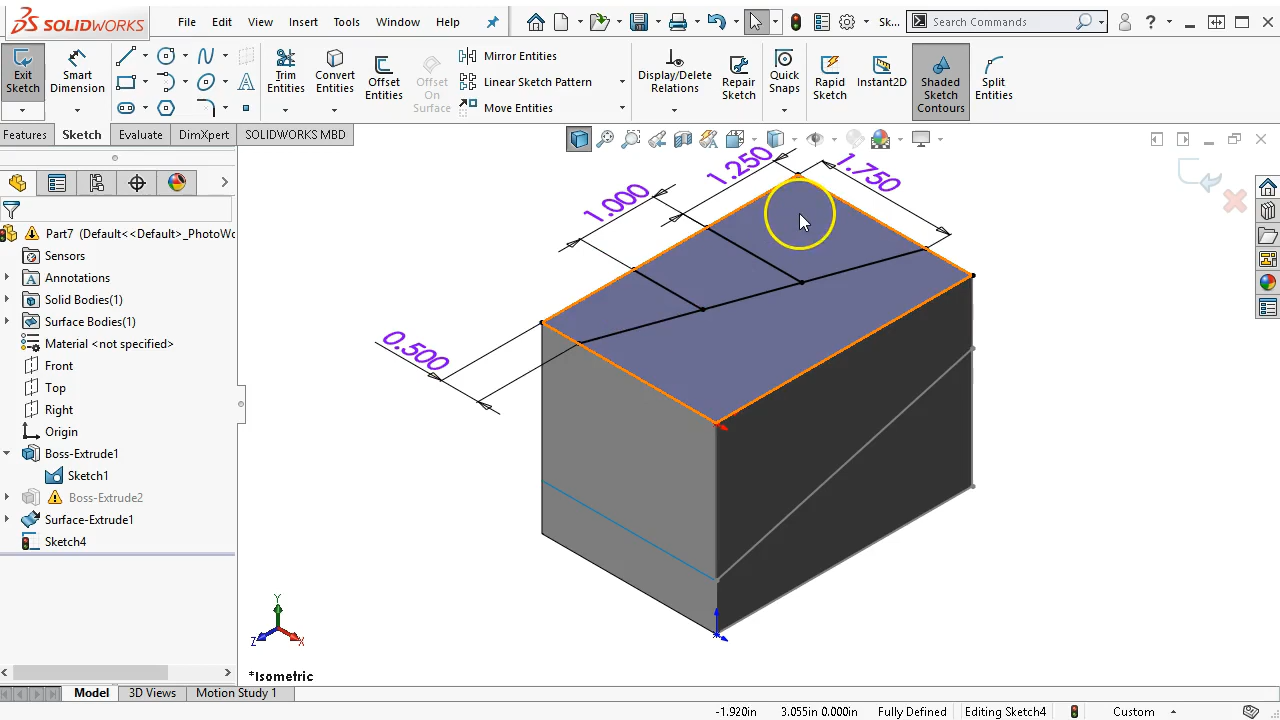 SOLIDWORKS
File Edit View Insert Tools Window Help
Sk...
Search Commands
?
Exit Sketch
Smart Dimension
Trim Entities
Convert Entities
Offset Entities
Offset On Surface
Mirror Entities
Linear Sketch Pattern
Move Entities
Display/Delete Relations
Repair Sketch
Quick Snaps
Rapid Sketch
Instant2D
Shaded Sketch Contours
Split Entities
Features Sketch Evaluate DimXpert SOLIDWORKS MBD
Part7 (Default<<Default>_PhotoWo
Sensors
Annotations
Solid Bodies(1)
Surface Bodies(1)
Material <not specified>
Front
Top
Right
Origin
Boss-Extrude1
Sketch1
Boss-Extrude2
Surface-Extrude1
Sketch4
1.250
1.750
1.000
0.500
Y
Z
X
*Isometric
Model 3D Views Motion Study 1
-1.920in 3.055in 0.000in Fully Defined Editing Sketch4 Custom